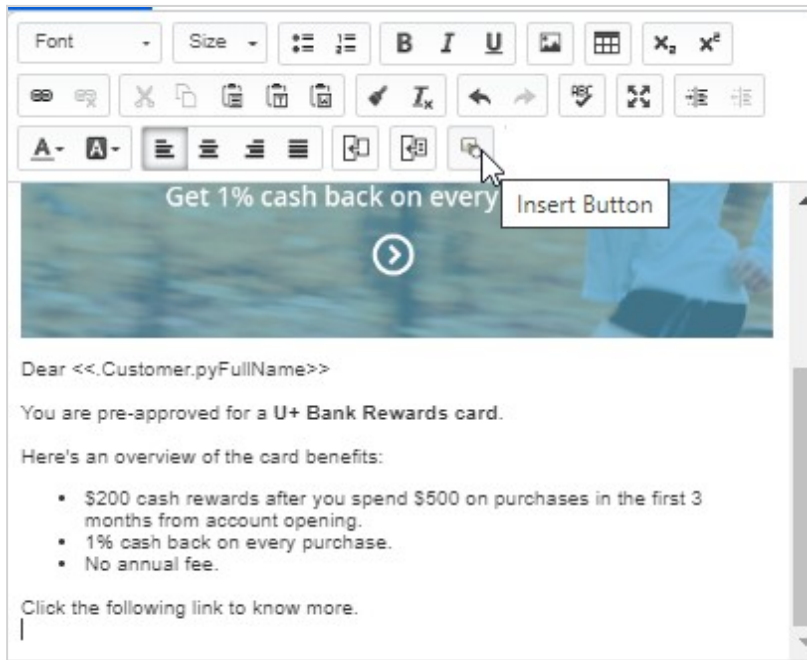 Font Size B I U X₂ X²
ABC
A A
Get 1% cash back on every
Insert Button
Dear <<.Customer.pyFullName>>
You are pre-approved for a U+ Bank Rewards card.
Here's an overview of the card benefits:
• $200 cash rewards after you spend $500 on purchases in the first 3
months from account opening.
• 1% cash back on every purchase.
• No annual fee.
Click the following link to know more.